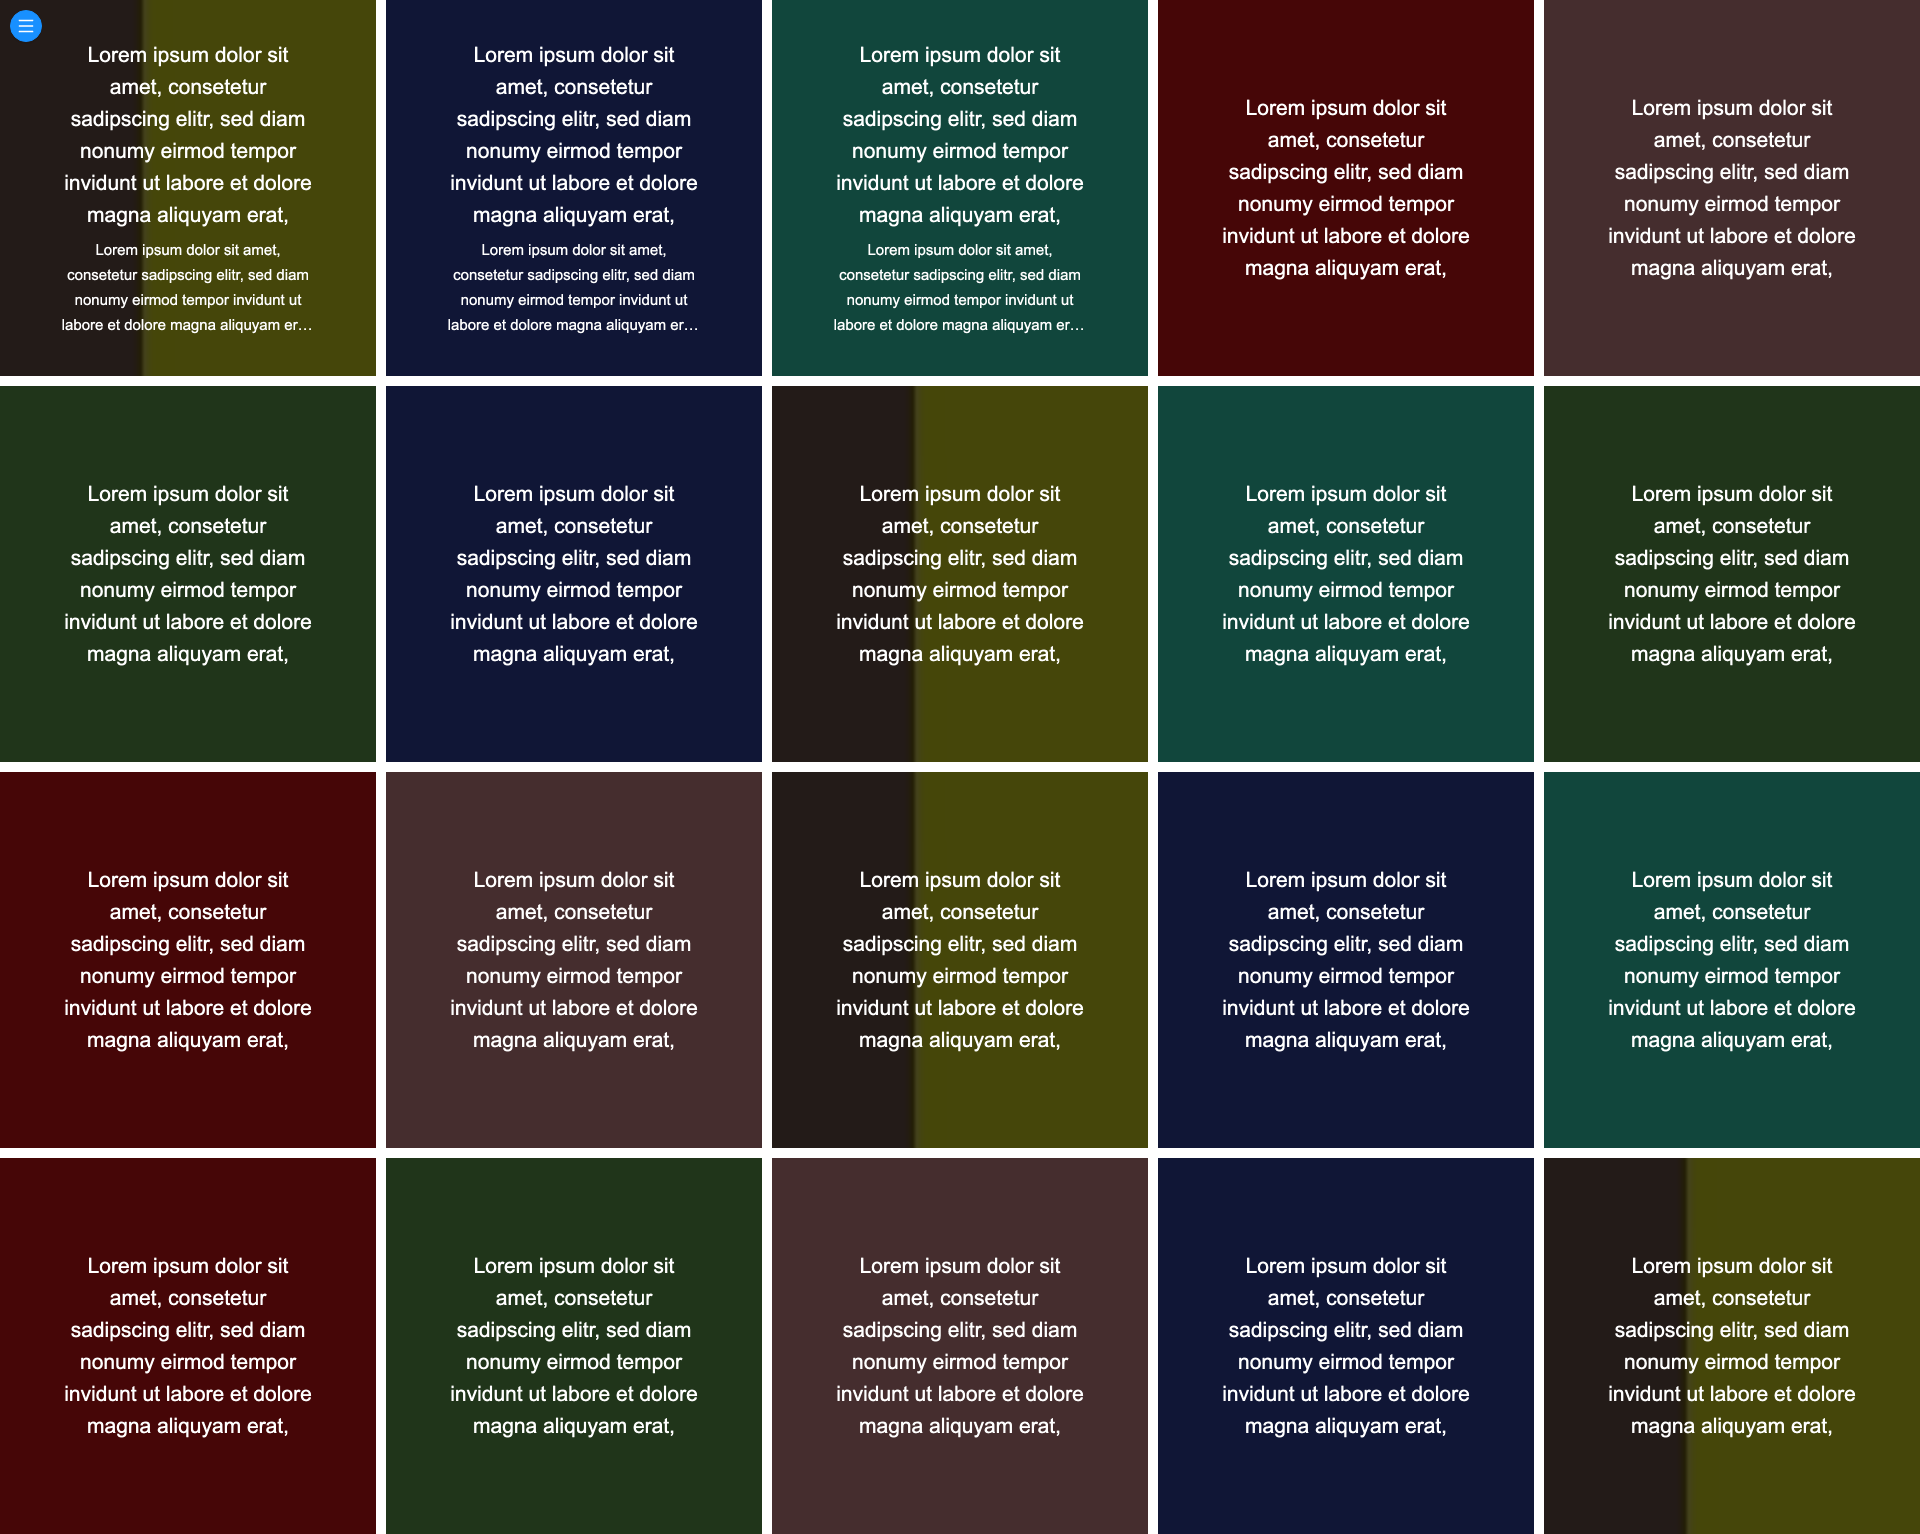 Lorem ipsum dolor sit
amet, consetetur
sadipscing elitr, sed diam
nonumy eirmod tempor
invidunt ut labore et dolore
magna aliquyam erat,
Lorem ipsum dolor sit amet,
consetetur sadipscing elitr, sed diam
nonumy eirmod tempor invidunt ut
labore et dolore magna aliquyam er…
Lorem ipsum dolor sit
amet, consetetur
sadipscing elitr, sed diam
nonumy eirmod tempor
invidunt ut labore et dolore
magna aliquyam erat,
Lorem ipsum dolor sit amet,
consetetur sadipscing elitr, sed diam
nonumy eirmod tempor invidunt ut
labore et dolore magna aliquyam er…
Lorem ipsum dolor sit
amet, consetetur
sadipscing elitr, sed diam
nonumy eirmod tempor
invidunt ut labore et dolore
magna aliquyam erat,
Lorem ipsum dolor sit amet,
consetetur sadipscing elitr, sed diam
nonumy eirmod tempor invidunt ut
labore et dolore magna aliquyam er…
Lorem ipsum dolor sit
amet, consetetur
sadipscing elitr, sed diam
nonumy eirmod tempor
invidunt ut labore et dolore
magna aliquyam erat,
Lorem ipsum dolor sit
amet, consetetur
sadipscing elitr, sed diam
nonumy eirmod tempor
invidunt ut labore et dolore
magna aliquyam erat,
Lorem ipsum dolor sit
amet, consetetur
sadipscing elitr, sed diam
nonumy eirmod tempor
invidunt ut labore et dolore
magna aliquyam erat,
Lorem ipsum dolor sit
amet, consetetur
sadipscing elitr, sed diam
nonumy eirmod tempor
invidunt ut labore et dolore
magna aliquyam erat,
Lorem ipsum dolor sit
amet, consetetur
sadipscing elitr, sed diam
nonumy eirmod tempor
invidunt ut labore et dolore
magna aliquyam erat,
Lorem ipsum dolor sit
amet, consetetur
sadipscing elitr, sed diam
nonumy eirmod tempor
invidunt ut labore et dolore
magna aliquyam erat,
Lorem ipsum dolor sit
amet, consetetur
sadipscing elitr, sed diam
nonumy eirmod tempor
invidunt ut labore et dolore
magna aliquyam erat,
Lorem ipsum dolor sit
amet, consetetur
sadipscing elitr, sed diam
nonumy eirmod tempor
invidunt ut labore et dolore
magna aliquyam erat,
Lorem ipsum dolor sit
amet, consetetur
sadipscing elitr, sed diam
nonumy eirmod tempor
invidunt ut labore et dolore
magna aliquyam erat,
Lorem ipsum dolor sit
amet, consetetur
sadipscing elitr, sed diam
nonumy eirmod tempor
invidunt ut labore et dolore
magna aliquyam erat,
Lorem ipsum dolor sit
amet, consetetur
sadipscing elitr, sed diam
nonumy eirmod tempor
invidunt ut labore et dolore
magna aliquyam erat,
Lorem ipsum dolor sit
amet, consetetur
sadipscing elitr, sed diam
nonumy eirmod tempor
invidunt ut labore et dolore
magna aliquyam erat,
Lorem ipsum dolor sit
amet, consetetur
sadipscing elitr, sed diam
nonumy eirmod tempor
invidunt ut labore et dolore
magna aliquyam erat,
Lorem ipsum dolor sit
amet, consetetur
sadipscing elitr, sed diam
nonumy eirmod tempor
invidunt ut labore et dolore
magna aliquyam erat,
Lorem ipsum dolor sit
amet, consetetur
sadipscing elitr, sed diam
nonumy eirmod tempor
invidunt ut labore et dolore
magna aliquyam erat,
Lorem ipsum dolor sit
amet, consetetur
sadipscing elitr, sed diam
nonumy eirmod tempor
invidunt ut labore et dolore
magna aliquyam erat,
Lorem ipsum dolor sit
amet, consetetur
sadipscing elitr, sed diam
nonumy eirmod tempor
invidunt ut labore et dolore
magna aliquyam erat,